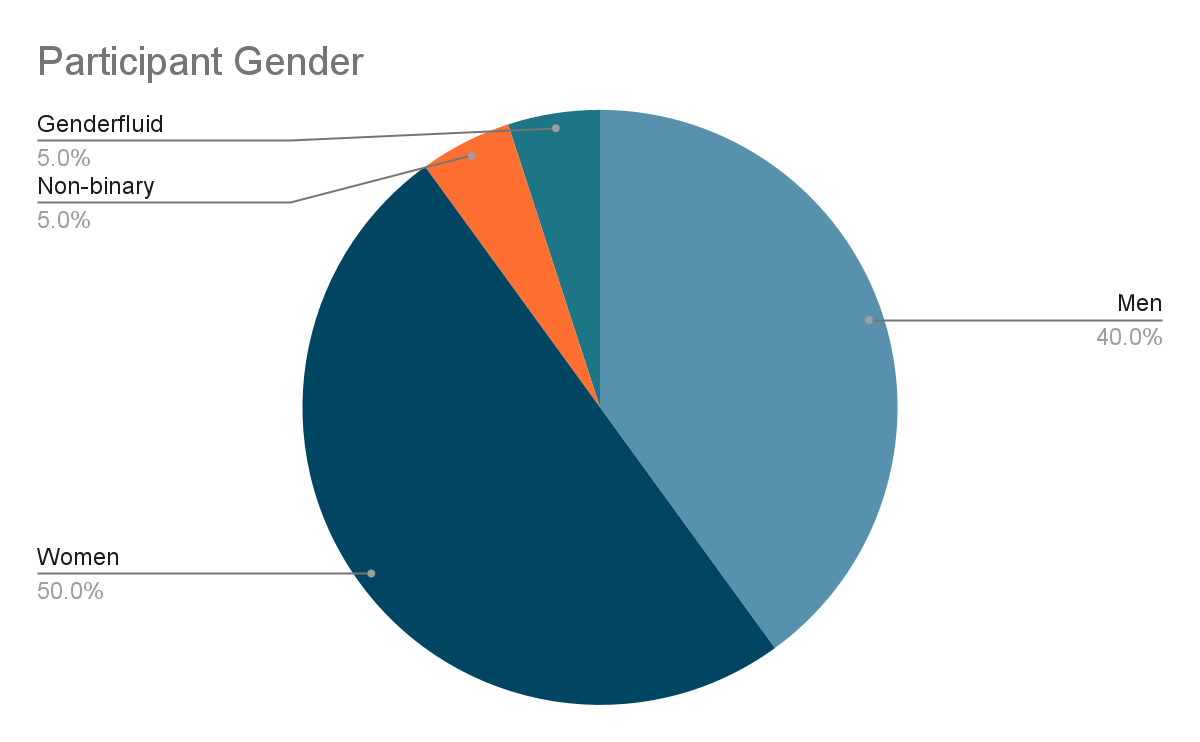 Participant Gender
Genderfluid
5.0%
Non-binary
5.0%
Men
40.0%
Women
50.0%